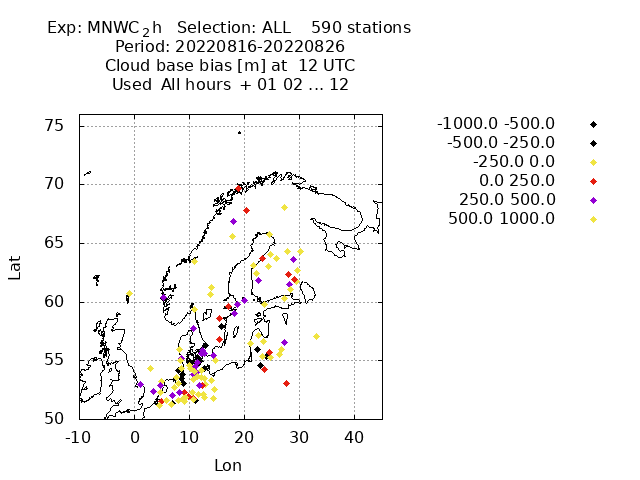 Exp: MNWC₂h Selection: ALL 590 stations
Period: 20220816-20220826
Cloud base bias [m] at 12 UTC
Used All hours + 01 02 ... 12
-1000.0 -500.0
-500.0 -250.0
-250.0 0.0
0.0 250.0
250.0 500.0
500.0 1000.0
75
70
65
60
55
50
Lat
-10 0 10 20 30 40
Lon